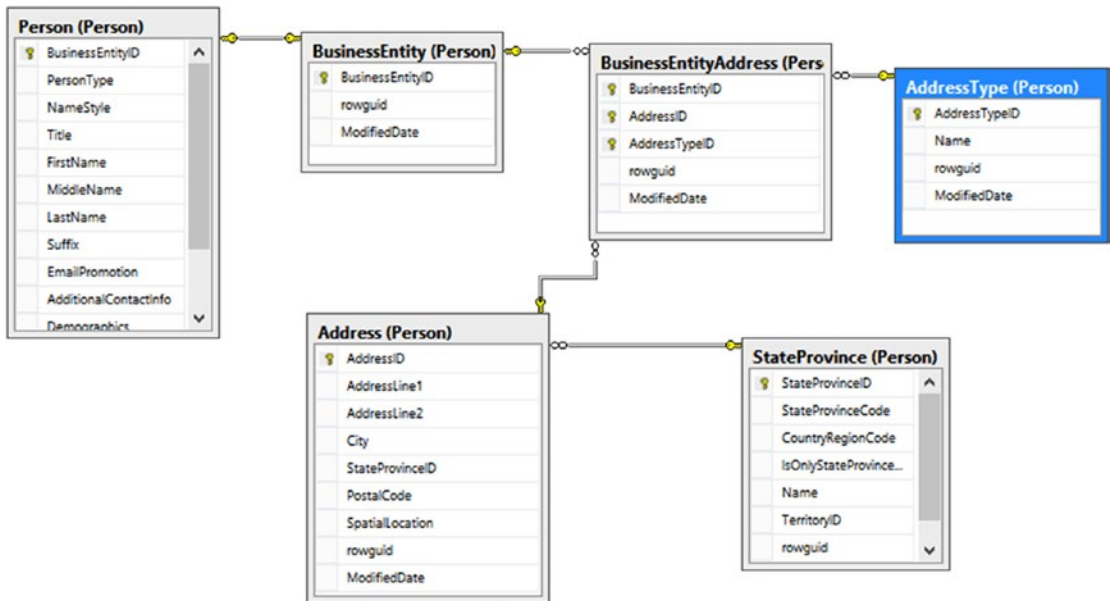 Person (Person)
BusinessEntityID
PersonType
NameStyle
Title
FirstName
MiddleName
LastName
Suffix
EmailPromotion
AdditionalContactInfo
Demographics
BusinessEntity (Person)
BusinessEntityID
rowguid
ModifiedDate
BusinessEntityAddress (Pers
BusinessEntityID
AddressID
AddressTypeID
rowguid
ModifiedDate
AddressType (Person)
AddressTypeID
Name
rowguid
ModifiedDate
Address (Person)
AddressID
AddressLine1
AddressLine2
City
StateProvinceID
PostalCode
SpatialLocation
rowguid
ModifiedDate
StateProvince (Person)
StateProvinceID
StateProvinceCode
CountryRegionCode
IsOnlyStateProvince...
Name
TerritoryID
rowguid